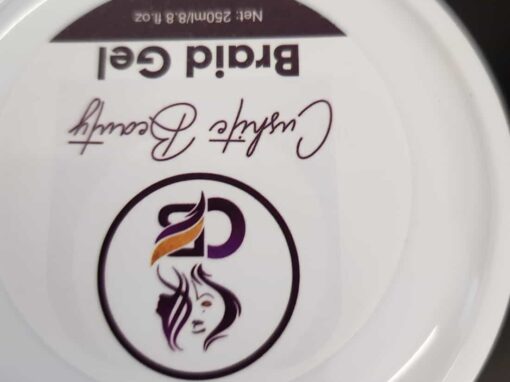 CB
Cushite Beauty
Braid Gel
Net: 250ml/8.8 fl.oz